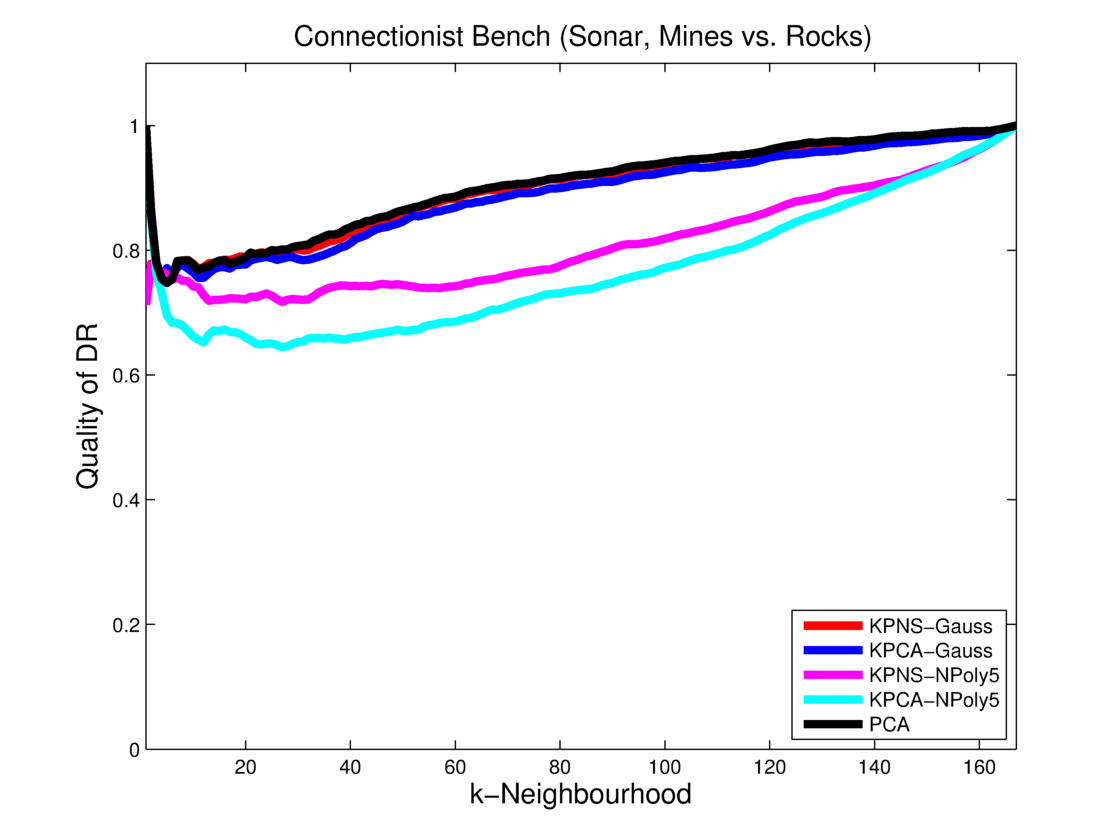 Connectionist Bench (Sonar, Mines vs. Rocks)
1
0.8
0.6
0.4
0.2
0
Quality of DR
20 40 60 80 100 120 140 160
k−Neighbourhood
KPNS−Gauss
KPCA−Gauss
KPNS−NPoly5
KPCA−NPoly5
PCA